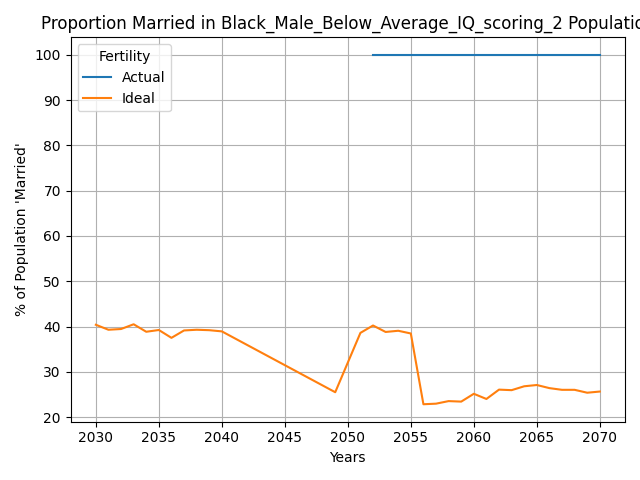 Proportion Married in Black_Male_Below_Average_IQ_scoring_2 Populatio
Fertility
Actual
Ideal
100
90
80
70
60
50
40
30
20
% of Population 'Married'
2030 2035 2040 2045 2050 2055 2060 2065 2070
Years